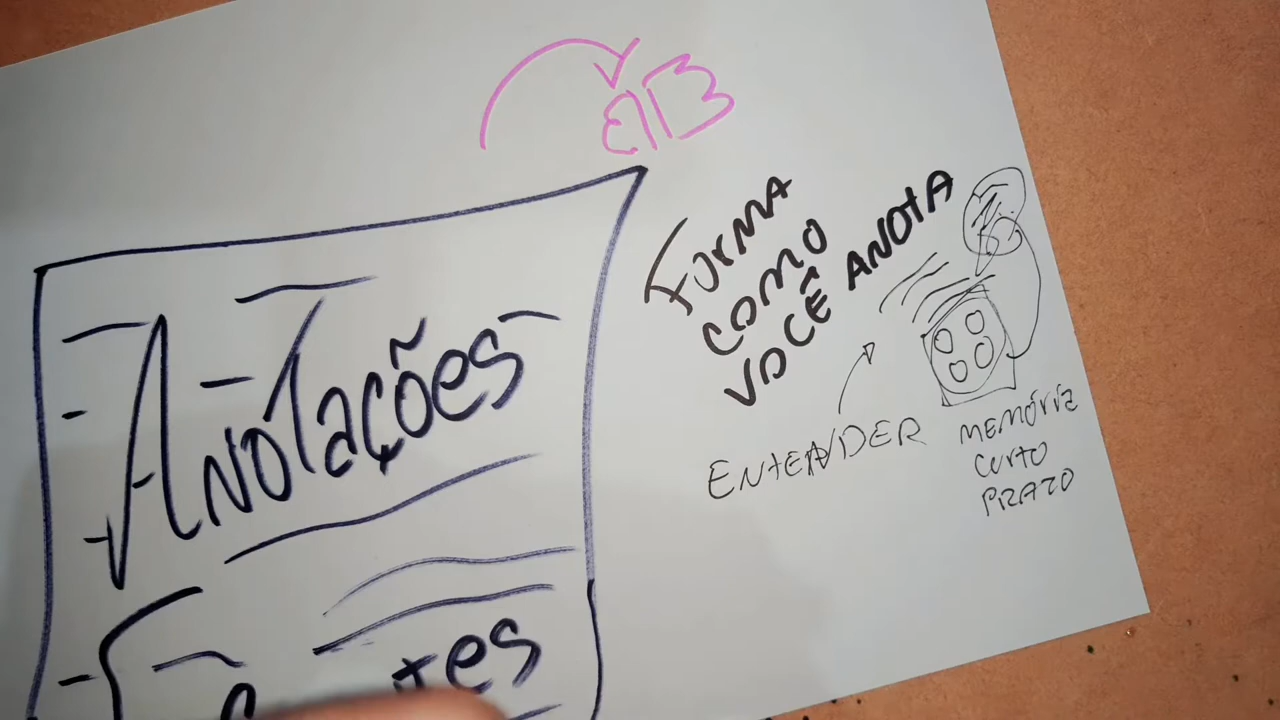 Anotações
FORMA
COMO
VOCÊ ANOTA
ENTENDER
MEMÓRIA
CURTO
PRAZO